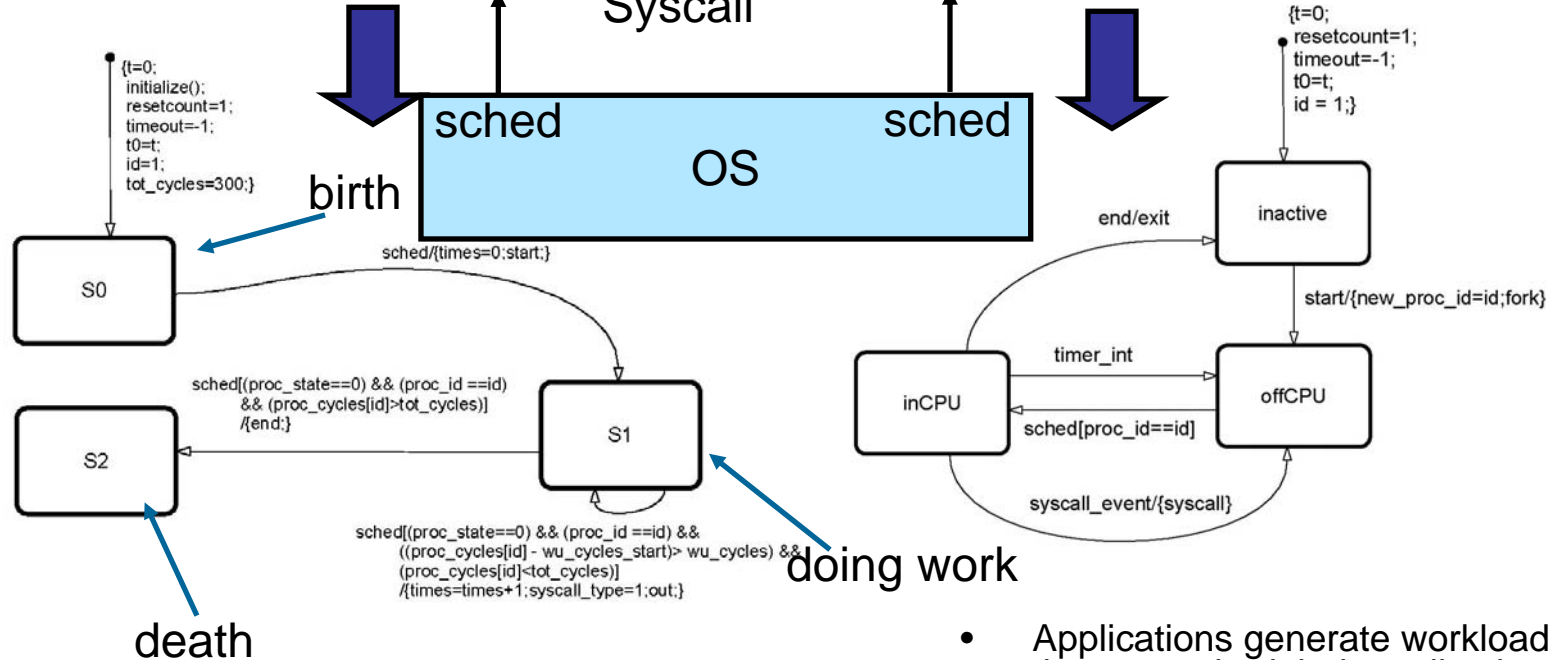 Syscall
{t=0;
initialize();
resetcount=1;
timeout=-1;
t0=t;
id=1;
tot_cycles=300;}
birth
S0
sched
sched
OS
sched/{times=0;start;}
sched[(proc_state==0) && (proc_id ==id)
&& (proc_cycles[id]>tot_cycles)]
/{end;}
S2
S1
sched[(proc_state==0) && (proc_id ==id) &&
((proc_cycles[id] - wu_cycles_start)> wu_cycles) &&
(proc_cycles[id]<tot_cycles)]
/{times=times+1;syscall_type=1;out;}
doing work
death
{t=0;
resetcount=1;
timeout=-1;
t0=t;
id = 1;}
inactive
end/exit
start/{new_proc_id=id;fork}
timer_int
inCPU
offCPU
sched[proc_id==id]
syscall_event/{syscall}
• Applications generate workload